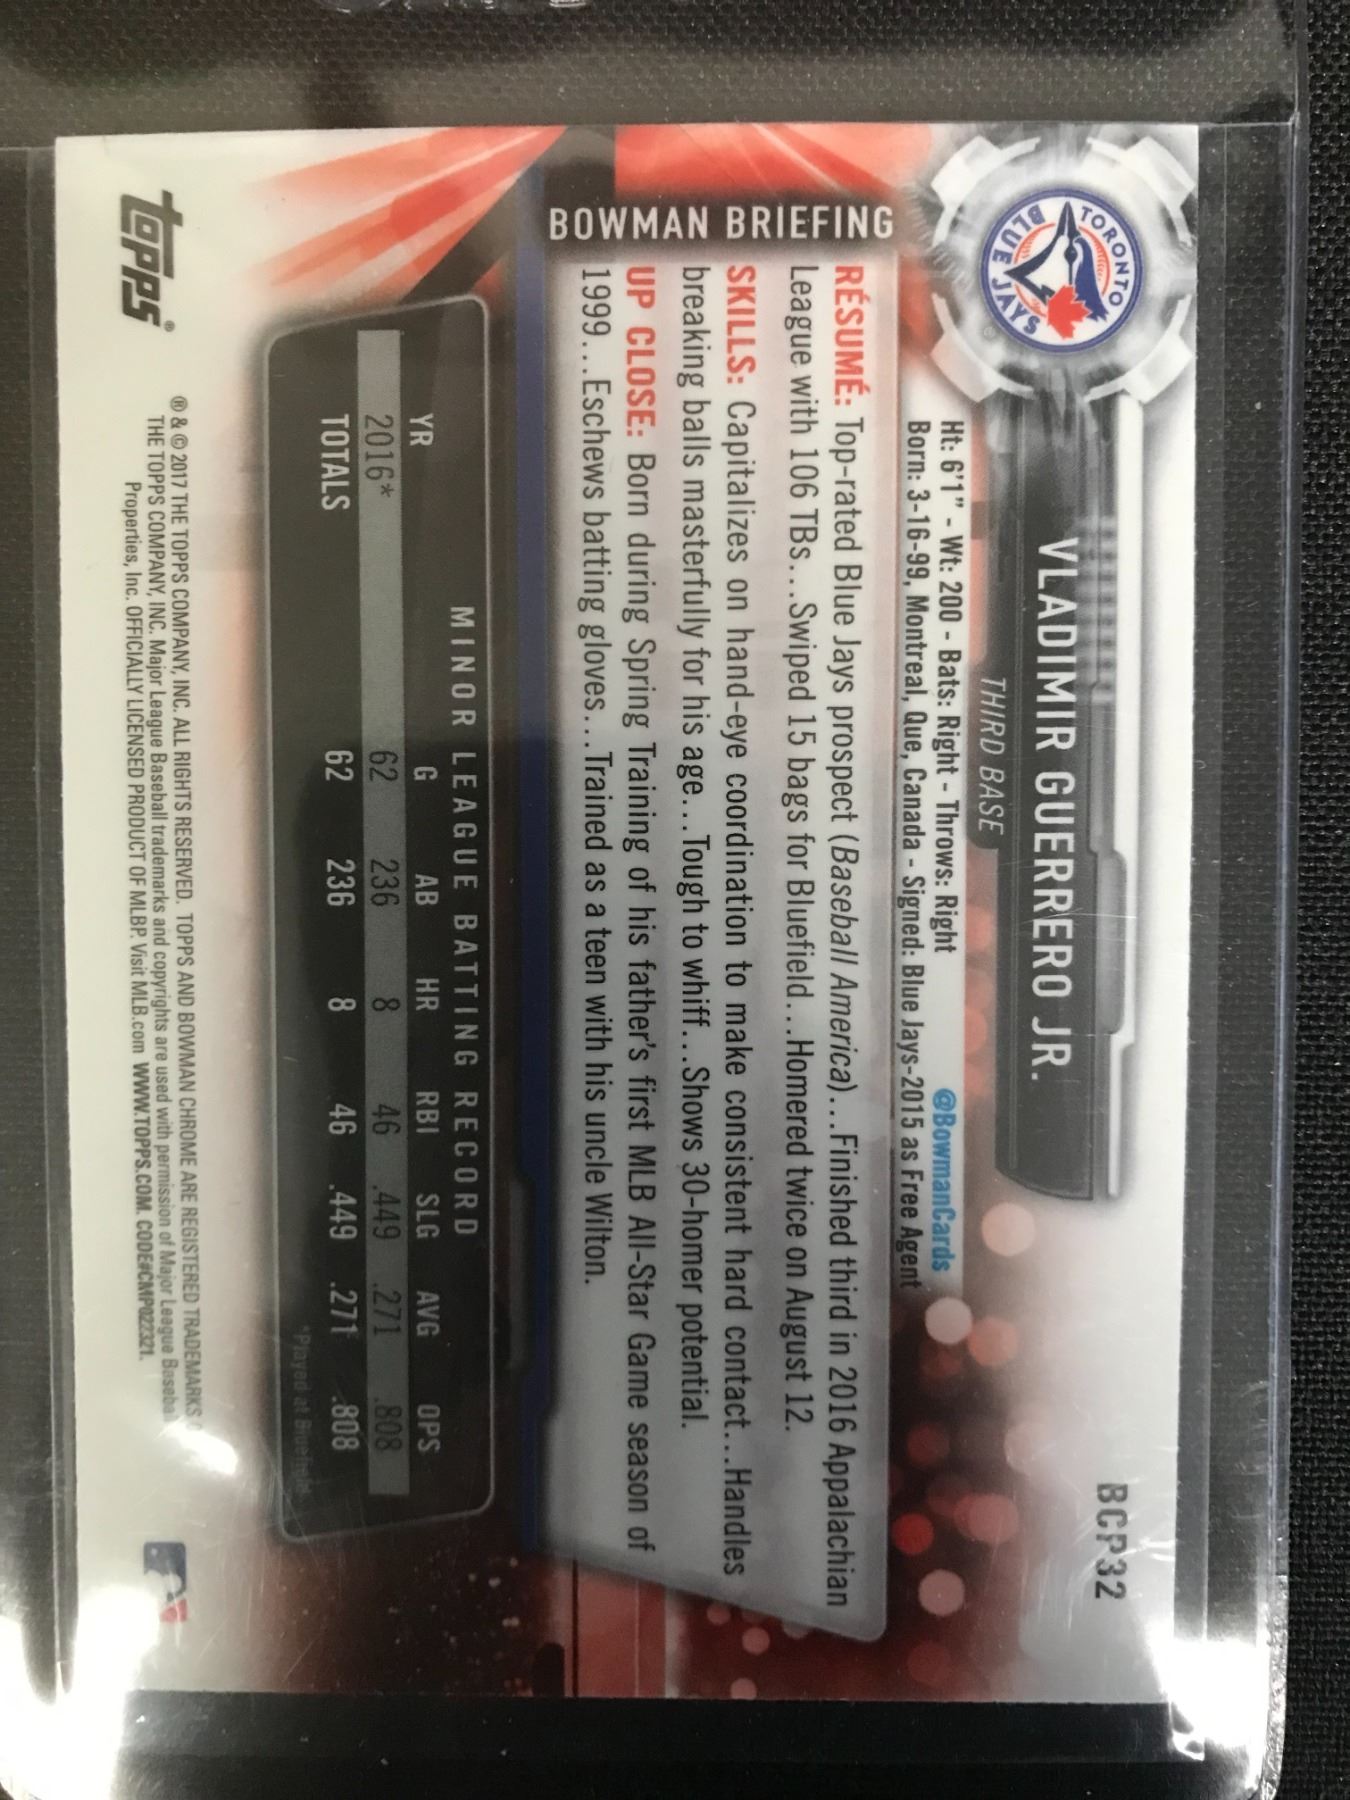 BCP32
TORONTO
BLUE JAYS
VLADIMIR GUERRERO JR.
THIRD BASE
Ht: 6'1" - Wt: 200 - Bats: Right - Throws: Right
@BowmanCards
Born: 3-16-99, Montreal, Que, Canada - Signed: Blue Jays-2015 as Free Agent
BOWMAN BRIEFING
RÉSUMÉ: Top-rated Blue Jays prospect (Baseball America)...Finished third in 2016 Appalachian
League with 106 TBs...Swiped 15 bags for Bluefield...Homered twice on August 12.
SKILLS: Capitalizes on hand-eye coordination to make consistent hard contact...Handles
breaking balls masterfully for his age...Tough to whiff...Shows 30-homer potential.
UP CLOSE: Born during Spring Training of his father's first MLB All-Star Game season of
1999...Eschews batting gloves...Trained as a teen with his uncle Wilton.
MINOR LEAGUE BATTING RECORD
YR G AB HR RBI SLG AVG OPS
2016* 62 236 8 46 .449 .271 .808
TOTALS 62 236 8 46 .449 .271 .808
*Played at Bluefield
topps®
® & © 2017 THE TOPPS COMPANY, INC. ALL RIGHTS RESERVED. TOPPS AND BOWMAN CHROME ARE REGISTERED TRADEMARKS
THE TOPPS COMPANY, INC. Major League Baseball trademarks and copyrights are used with permission of Major League Baseball
Properties, Inc. OFFICIALLY LICENSED PRODUCT OF MLBP. Visit MLB.com WWW.TOPPS.COM. CODE#CMP022321.